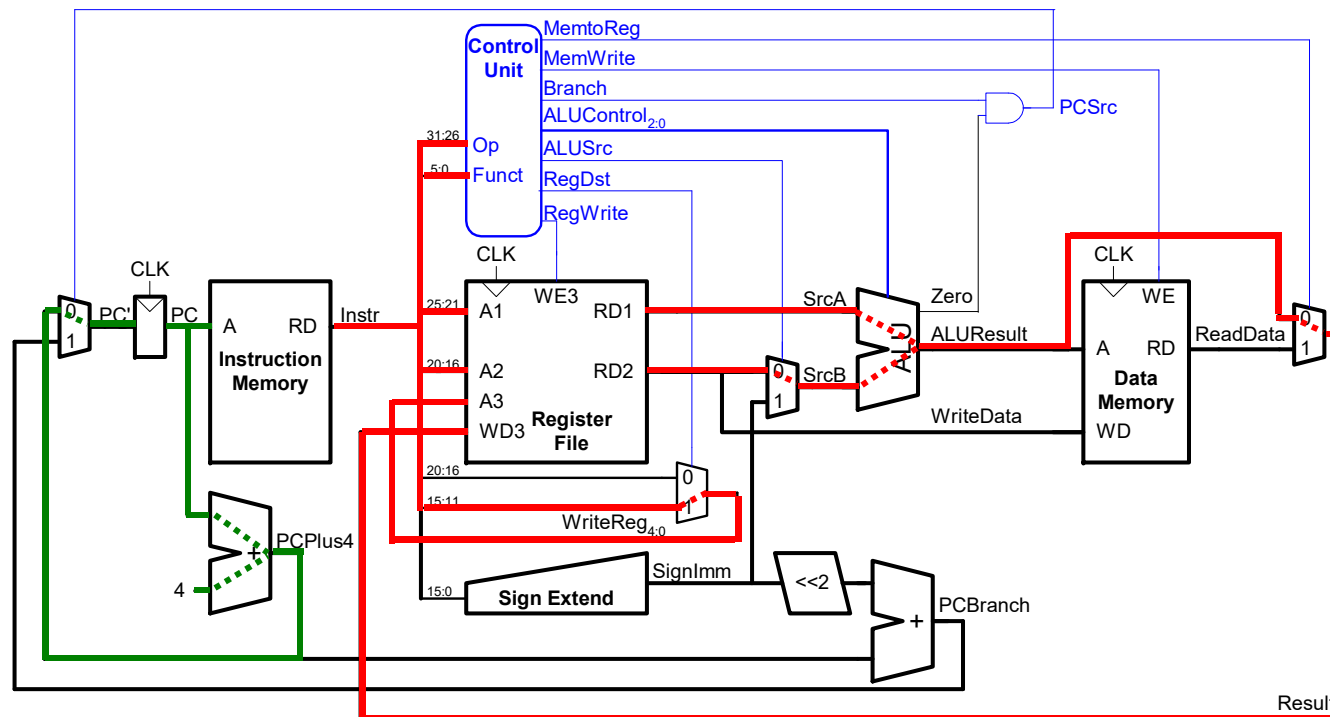 MemtoReg
Control
Unit
MemWrite
Branch
ALUControl2:0
PCSrc
31:26
Op
ALUSrc
5:0
Funct
RegDst
RegWrite
CLK
CLK
CLK
WE3
WE
0
1
PC'
PC
A
RD
Instruction
Memory
Instr
25:21
A1
RD1
SrcA
Zero
ALU
ALUResult
A
RD
ReadData
0
1
20:16
A2
RD2
0
1
SrcB
Data
Memory
A3
WD3
Register
File
WriteData
WD
20:16
0
15:11
1
WriteReg4:0
PCPlus4
+
4
SignImm
15:0
Sign Extend
<<2
+
PCBranch
Result